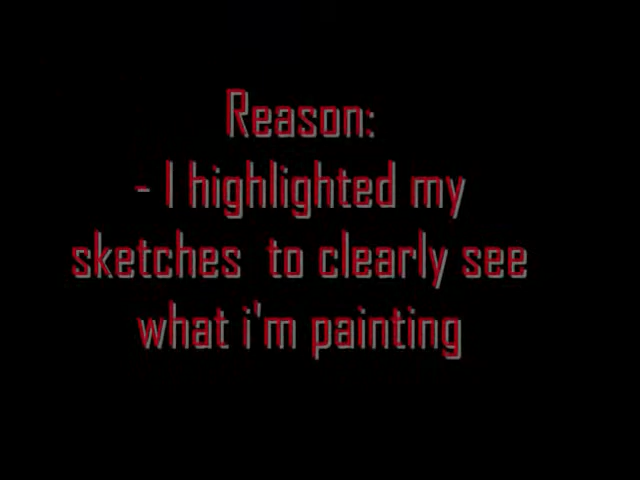 Reason:
- I highlighted my
sketches  to clearly see
what i'm painting